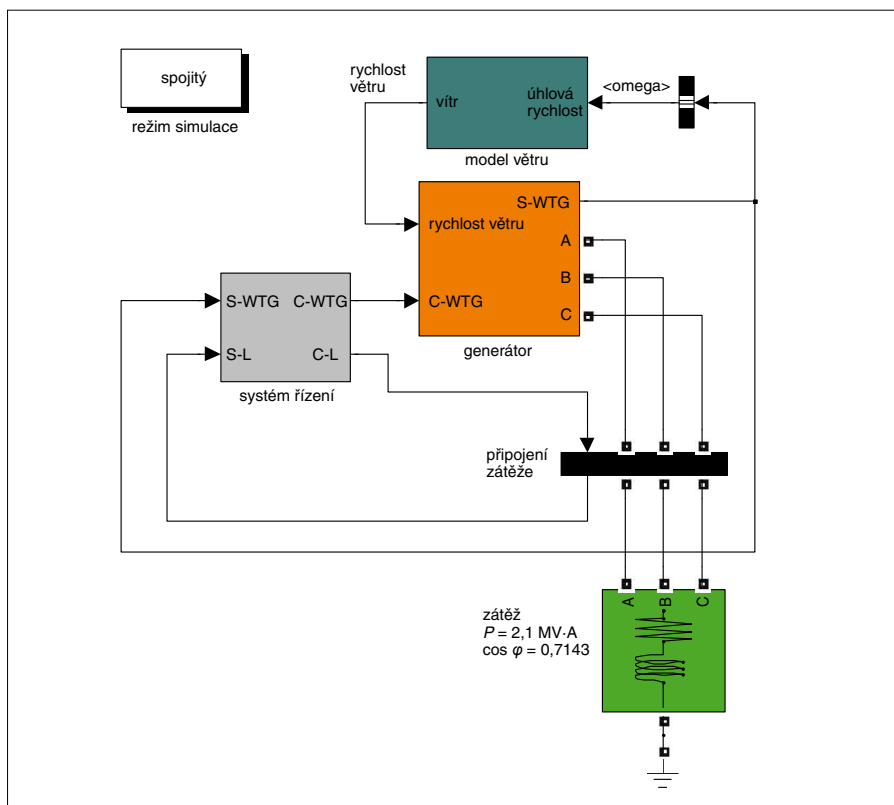 spojitý
režim simulace
rychlost
větru
vítr
úhlová
rychlost
<omega>
model větru
S-WTG
rychlost větru
A
B
C-WTG
C
generátor
S-WTG
C-WTG
S-L
C-L
systém řízení
připojení
zátěže
A
B
C
zátěž
P = 2,1 MV·A
cos φ = 0,7143